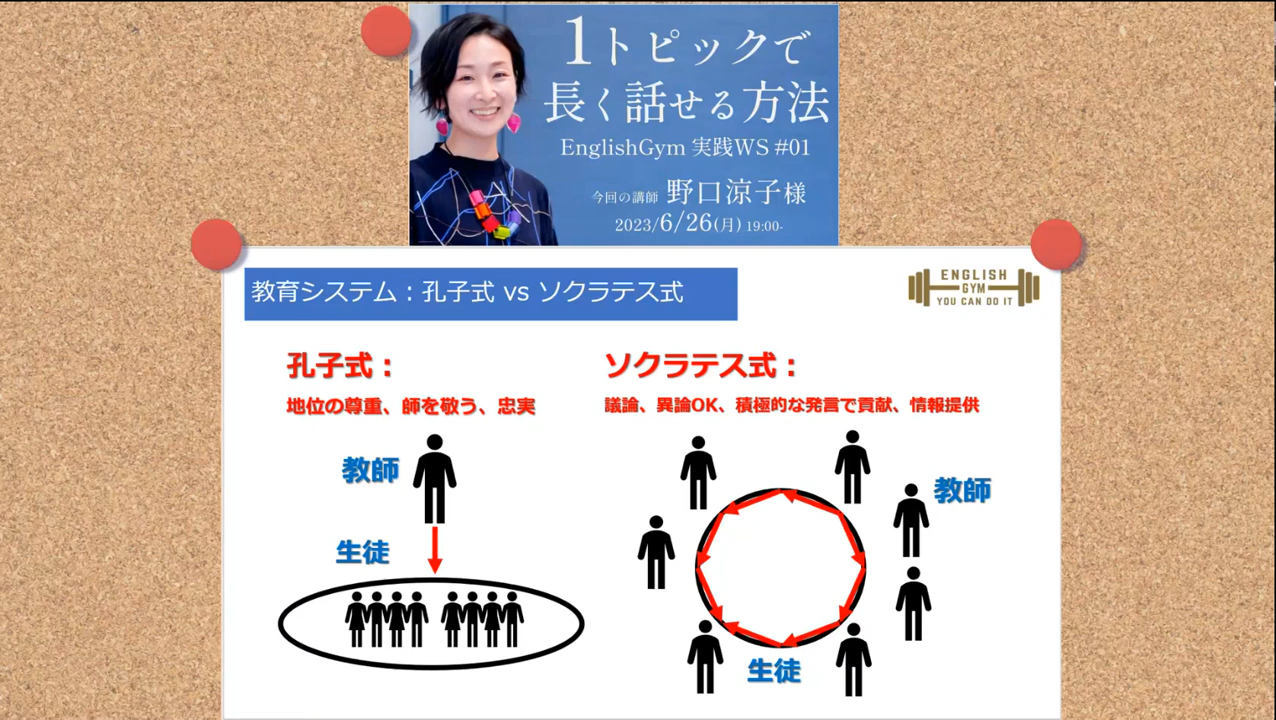 1トピックで
長く話せる方法
EnglishGym 実践WS #01
今回の講師 野口涼子様
2023/6/26(月) 19:00-
教育システム：孔子式 vs ソクラテス式
ENGLISH
GYM
YOU CAN DO IT
孔子式：
地位の尊重、師を敬う、忠実
教師
生徒
ソクラテス式：
議論、異論OK、積極的な発言で貢献、情報提供
教師
生徒